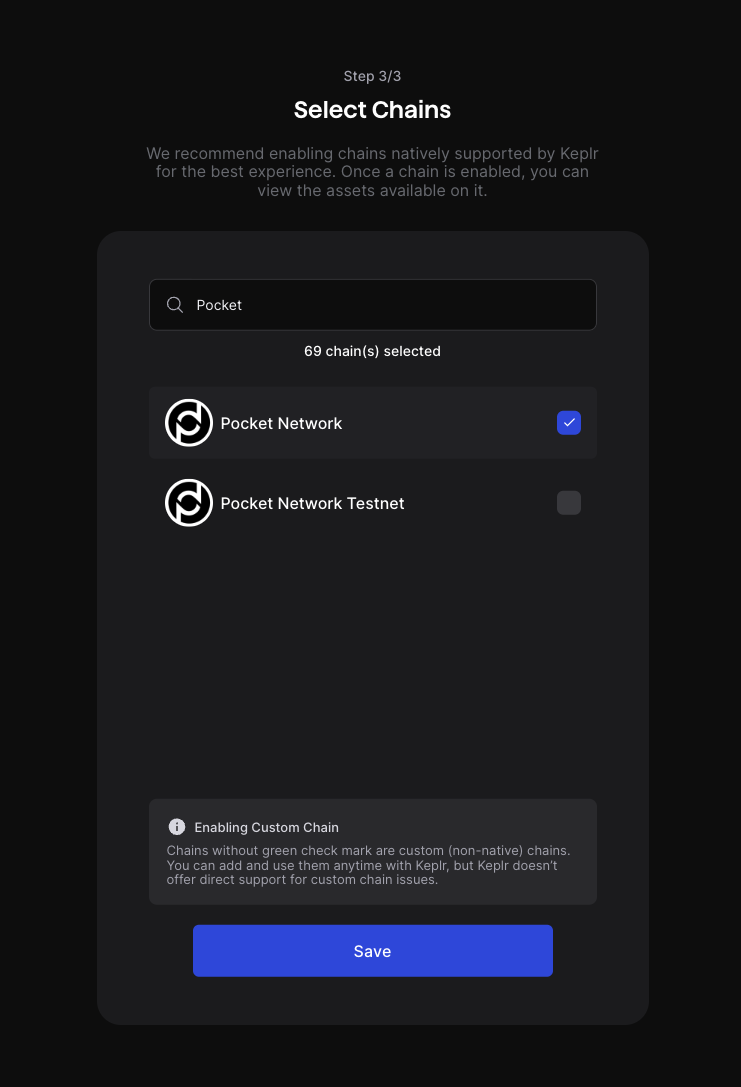 Step 3/3
Select Chains
We recommend enabling chains natively supported by Keplr
for the best experience. Once a chain is enabled, you can
view the assets available on it.
Pocket
69 chain(s) selected
Pocket Network
Pocket Network Testnet
Enabling Custom Chain
Chains without green check mark are custom (non-native) chains.
You can add and use them anytime with Keplr, but Keplr doesn’t
offer direct support for custom chain issues.
Save